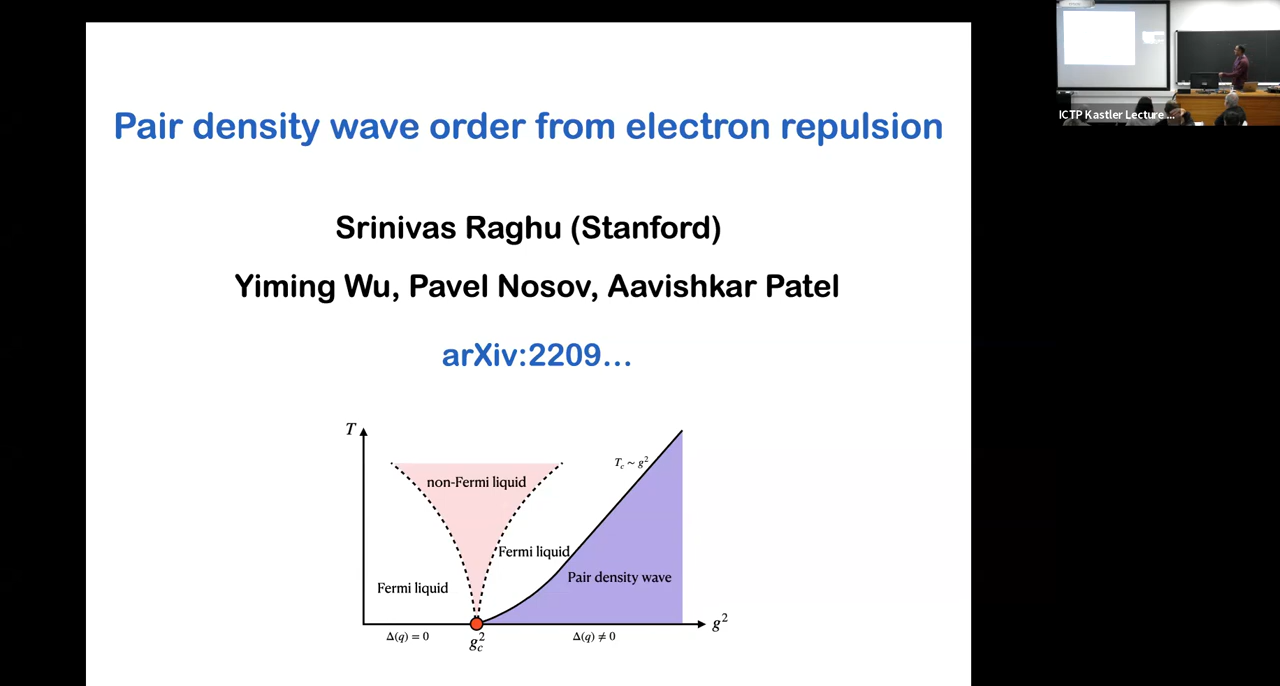 Pair density wave order from electron repulsion
ICTP Kastler Lecture ...
Srinivas Raghu (Stanford)
Yiming Wu, Pavel Nosov, Aavishkar Patel
arXiv:2209...
T
T_c ~ g^2
non-Fermi liquid
Fermi liquid
Pair density wave
Fermi liquid
g^2
Δ(q) = 0
g_c^2
Δ(q) ≠ 0